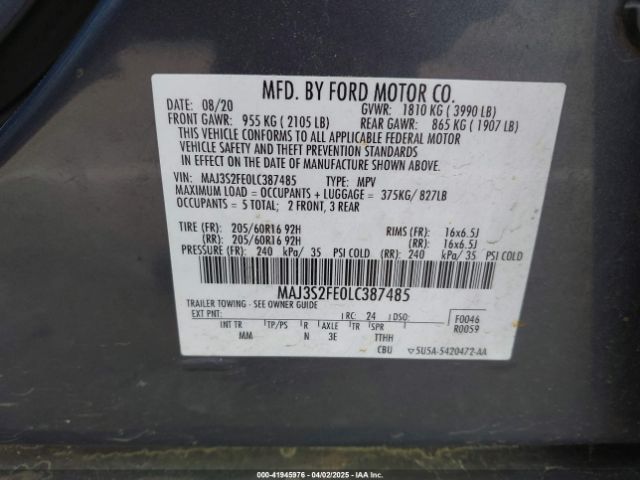 MFD. BY FORD MOTOR CO.
DATE: 08/20 GVWR: 1810 KG ( 3990 LB)
FRONT GAWR: 955 KG ( 2105 LB) REAR GAWR: 865 KG ( 1907 LB)
THIS VEHICLE CONFORMS TO ALL APPLICABLE FEDERAL MOTOR
VEHICLE SAFETY AND BUMPER STANDARDS
IN EFFECT ON THE DATE OF MANUFACTURE SHOWN ABOVE.
VIN: MAJ3S2FE0LC387485 TYPE: MPV
MAXIMUM LOAD = OCCUPANTS + LUGGAGE = 375KG/ 827LB
OCCUPANTS = 5 TOTAL; 2 FRONT, 3 REAR
TIRE (FR): 205/60R16 92H RIMS (FR): 16x6.5J
(RR): 205/60R16 92H (RR): 16x6.5J
PRESSURE (FR): 240 kPa/ 35 PSI COLD (RR): 240 kPa/ 35 PSI COLD
MAJ3S2FE0LC387485
TRAILER TOWING - SEE OWNER GUIDE
EXT PNT: RC: 24 DSO: F0046
INT TR TP/PS R AXLE TR SPR R0059
MM N 3E TTHH
CBU 5U5A-5420472-AA
000-41945976 - 04/02/2025 - IAAI.com. All Rights Reserved.